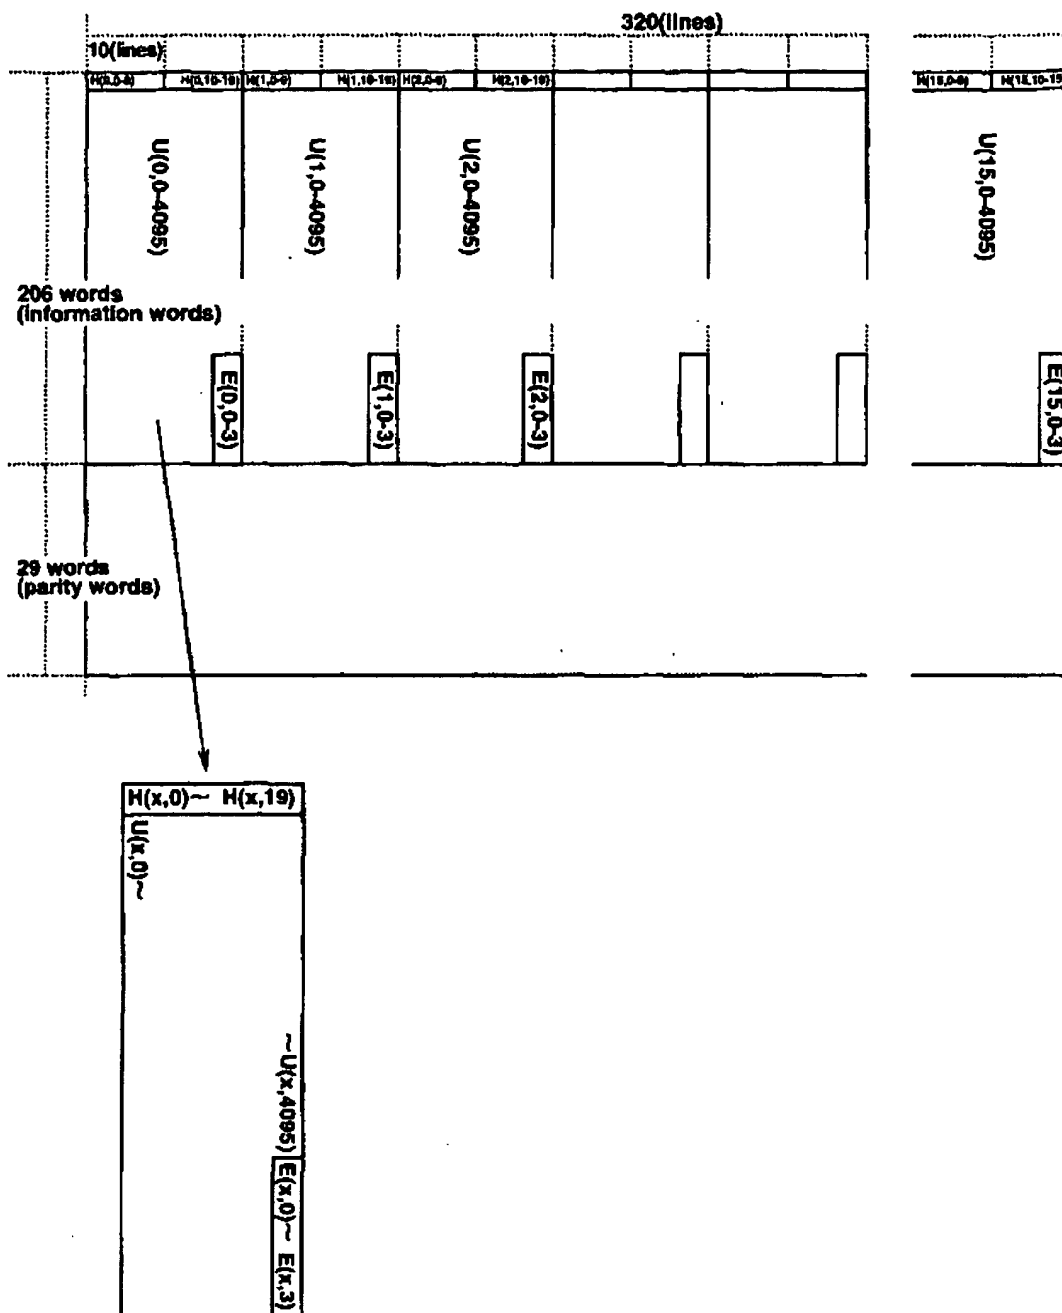 320(lines)
10(lines)
H(0,0-9) H(0,10-19) H(1,0-9) H(1,10-19) H(2,0-9) H(2,10-19) H(15,0-9) H(15,10-19
U(0,0-4095)
U(1,0-4095)
U(2,0-4095)
U(15,0-4095)
206 words
(information words)
E(0,0-3)
E(1,0-3)
E(2,0-3)
E(15,0-3)
29 words
(parity words)
H(x,0)~ H(x,19)
U(x,0)~
~U(x,4095)
E(x,0)~ E(x,3)